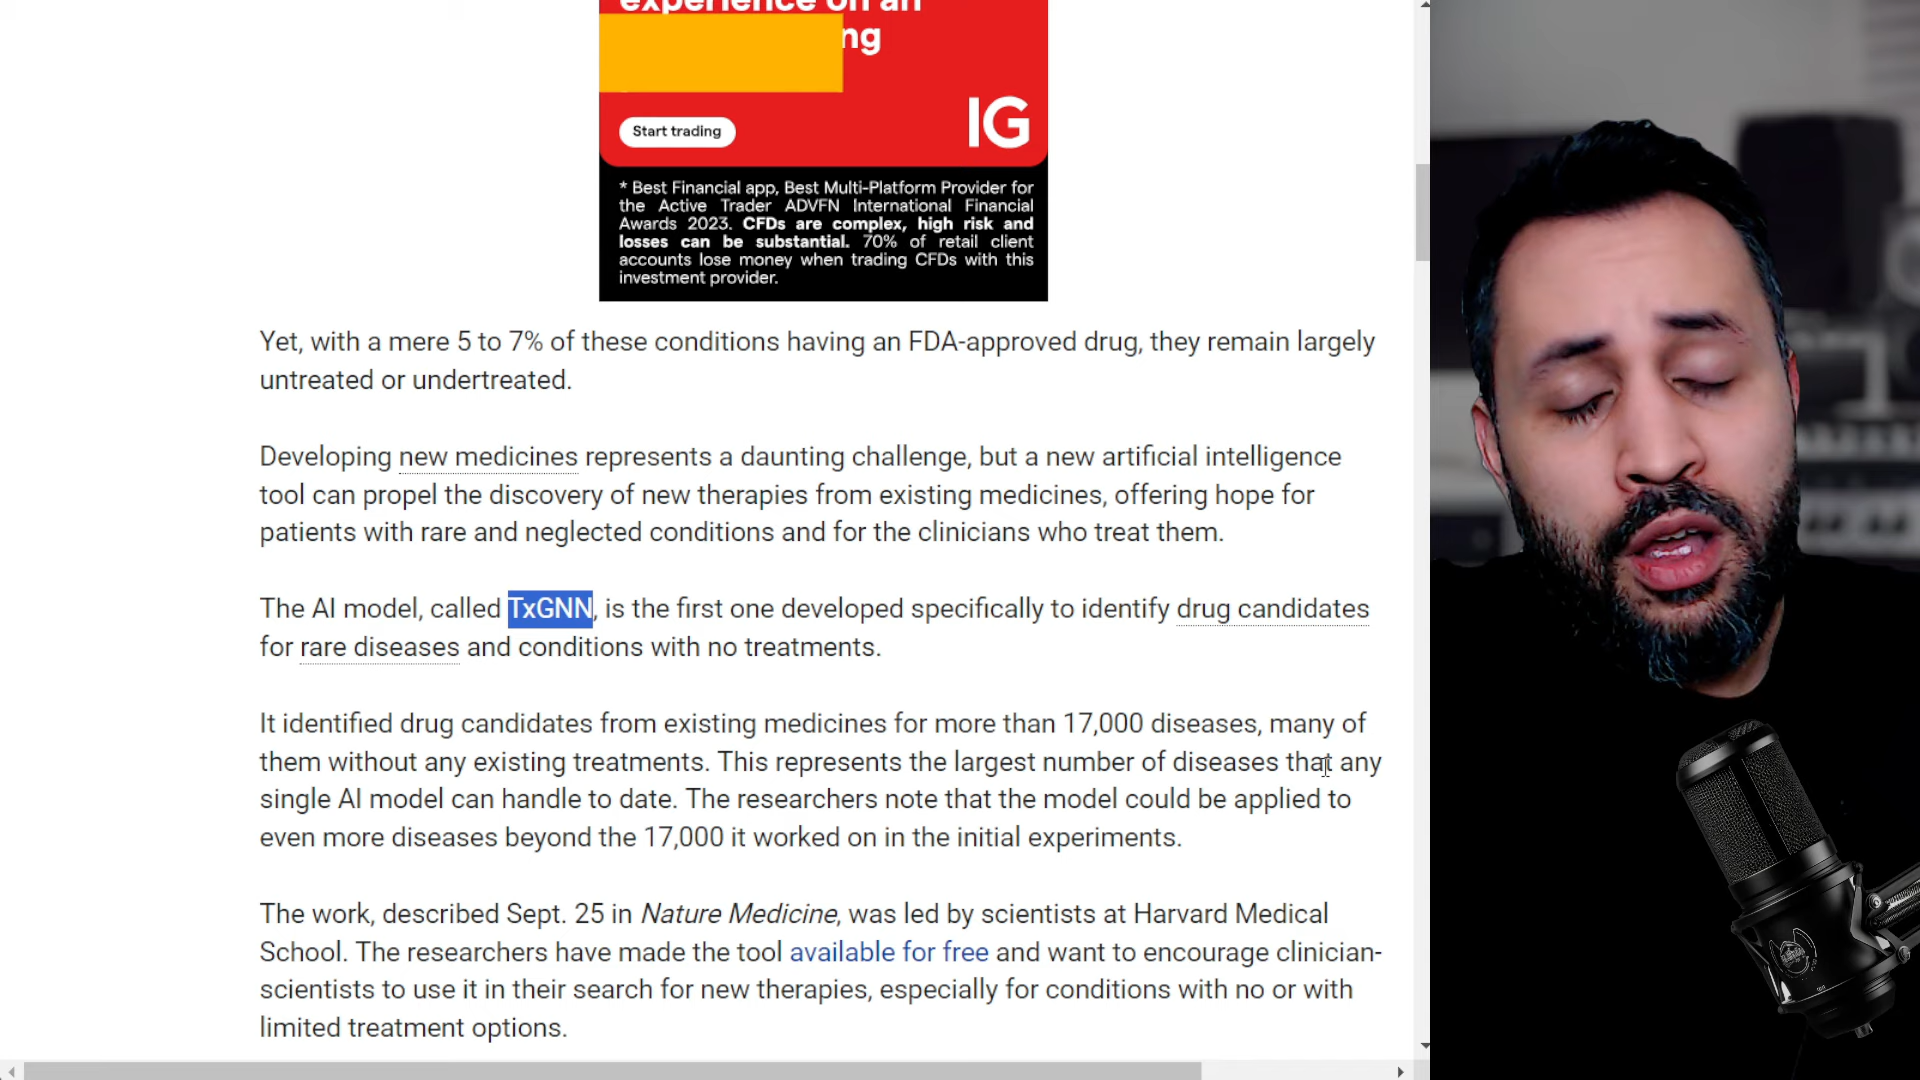 experience on an
ng
Start trading
IG
* Best Financial app, Best Multi-Platform Provider for
the Active Trader ADVFN International Financial
Awards 2023. CFDs are complex, high risk and
losses can be substantial. 70% of retail client
accounts lose money when trading CFDs with this
investment provider.
Yet, with a mere 5 to 7% of these conditions having an FDA-approved drug, they remain largely
untreated or undertreated.
Developing new medicines represents a daunting challenge, but a new artificial intelligence
tool can propel the discovery of new therapies from existing medicines, offering hope for
patients with rare and neglected conditions and for the clinicians who treat them.
The AI model, called TxGNN, is the first one developed specifically to identify drug candidates
for rare diseases and conditions with no treatments.
It identified drug candidates from existing medicines for more than 17,000 diseases, many of
them without any existing treatments. This represents the largest number of diseases that any
single AI model can handle to date. The researchers note that the model could be applied to
even more diseases beyond the 17,000 it worked on in the initial experiments.
The work, described Sept. 25 in Nature Medicine, was led by scientists at Harvard Medical
School. The researchers have made the tool available for free and want to encourage clinician-
scientists to use it in their search for new therapies, especially for conditions with no or with
limited treatment options.